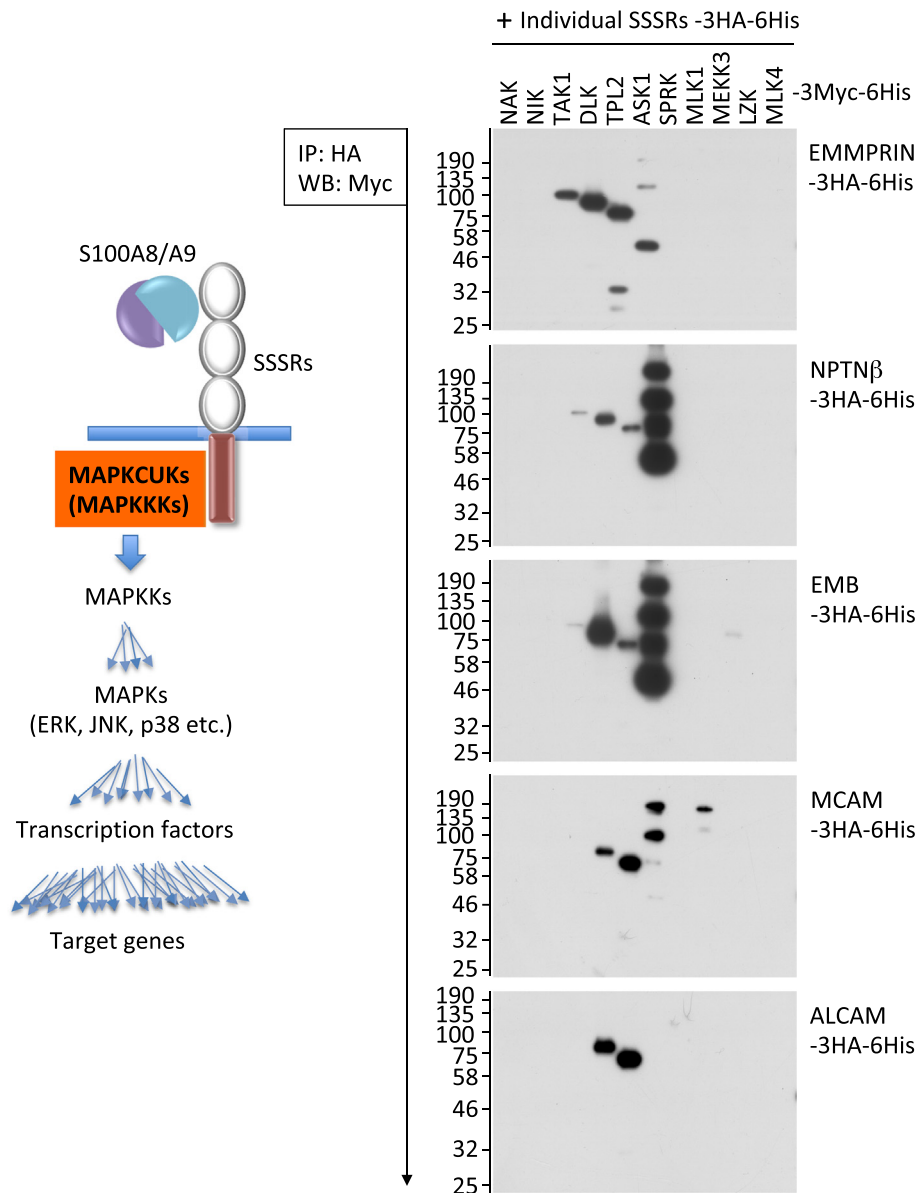 + Individual SSSRs -3HA-6His
NAK
NIK
TAK1
DLK
TPL2
ASK1
SPRK
MLK1
MEKK3
LZK
MLK4
-3Myc-6His
IP: HA
WB: Myc
S100A8/A9
SSSRs
MAPKCUKs
(MAPKKKs)
MAPKKs
MAPKs
(ERK, JNK, p38 etc.)
Transcription factors
Target genes
190
135
100
75
58
46
32
25
EMMPRIN
-3HA-6His
190
135
100
75
58
46
32
25
NPTNβ
-3HA-6His
190
135
100
75
58
46
32
25
EMB
-3HA-6His
190
135
100
75
58
46
32
25
MCAM
-3HA-6His
190
135
100
75
58
46
32
25
ALCAM
-3HA-6His